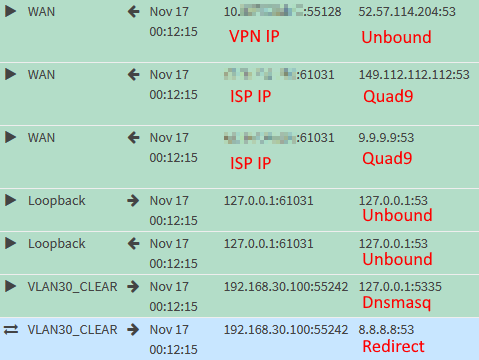 WAN Nov 17 10. :55128 52.57.114.204:53
00:12:15 VPN IP Unbound
WAN Nov 17 :61031 149.112.112.112:53
00:12:15 ISP IP Quad9
WAN Nov 17 :61031 9.9.9.9:53
00:12:15 ISP IP Quad9
Loopback Nov 17 127.0.0.1:61031 127.0.0.1:53
00:12:15 Unbound
Loopback Nov 17 127.0.0.1:61031 127.0.0.1:53
00:12:15 Unbound
VLAN30_CLEAR Nov 17 192.168.30.100:55242 127.0.0.1:5335
00:12:15 Dnsmasq
VLAN30_CLEAR Nov 17 192.168.30.100:55242 8.8.8.8:53
00:12:15 Redirect